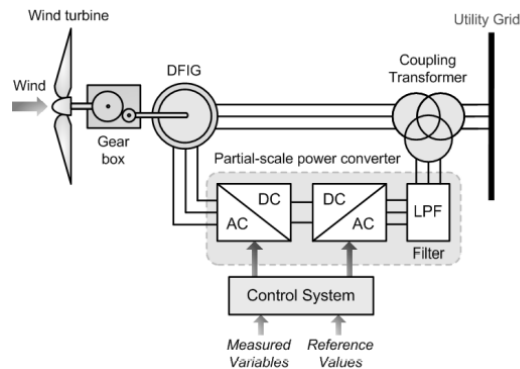 Wind turbine
Utility Grid
DFIG
Coupling
Transformer
Wind
Gear
box
Partial-scale power converter
DC
AC
DC
AC
LPF
Filter
Control System
Measured
Variables
Reference
Values